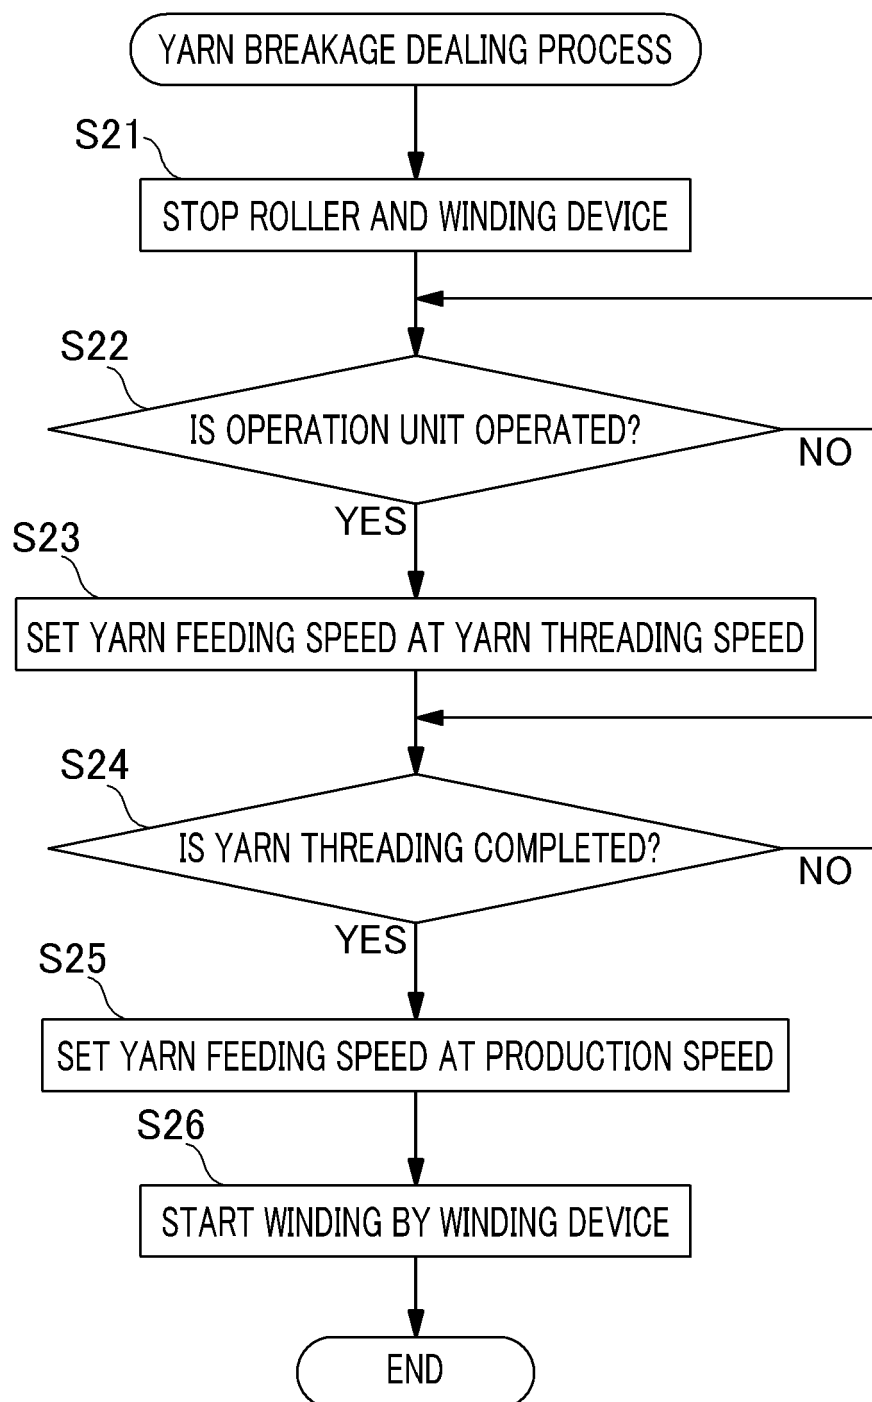 YARN BREAKAGE DEALING PROCESS
S21
STOP ROLLER AND WINDING DEVICE
S22
IS OPERATION UNIT OPERATED?
NO
YES
S23
SET YARN FEEDING SPEED AT YARN THREADING SPEED
S24
IS YARN THREADING COMPLETED?
NO
YES
S25
SET YARN FEEDING SPEED AT PRODUCTION SPEED
S26
START WINDING BY WINDING DEVICE
END